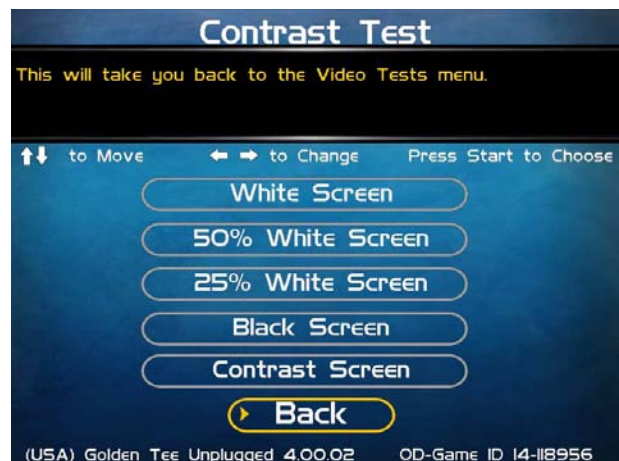 Contrast Test
This will take you back to the Video Tests menu.
to Move to Change Press Start to Choose
White Screen
50% White Screen
25% White Screen
Black Screen
Contrast Screen
Back
(USA) Golden Tee Unplugged 4.00.02 OD-Game ID 14-118956